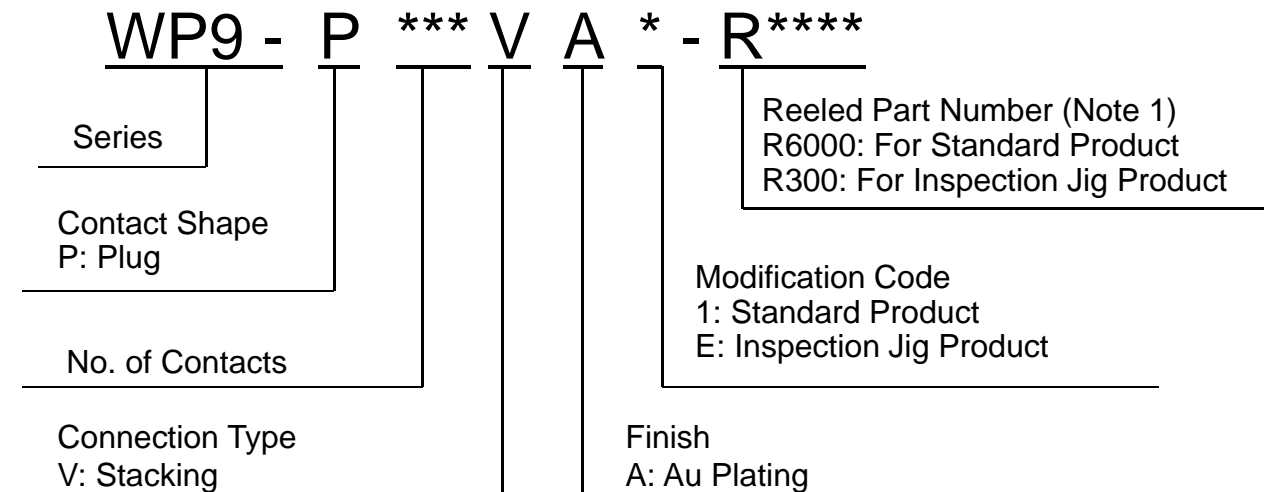 WP9 - P *** V A * - R****
Series
Reeled Part Number (Note 1)
R6000: For Standard Product
R300: For Inspection Jig Product
Contact Shape
P: Plug
Modification Code
1: Standard Product
E: Inspection Jig Product
No. of Contacts
Connection Type
V: Stacking
Finish
A: Au Plating